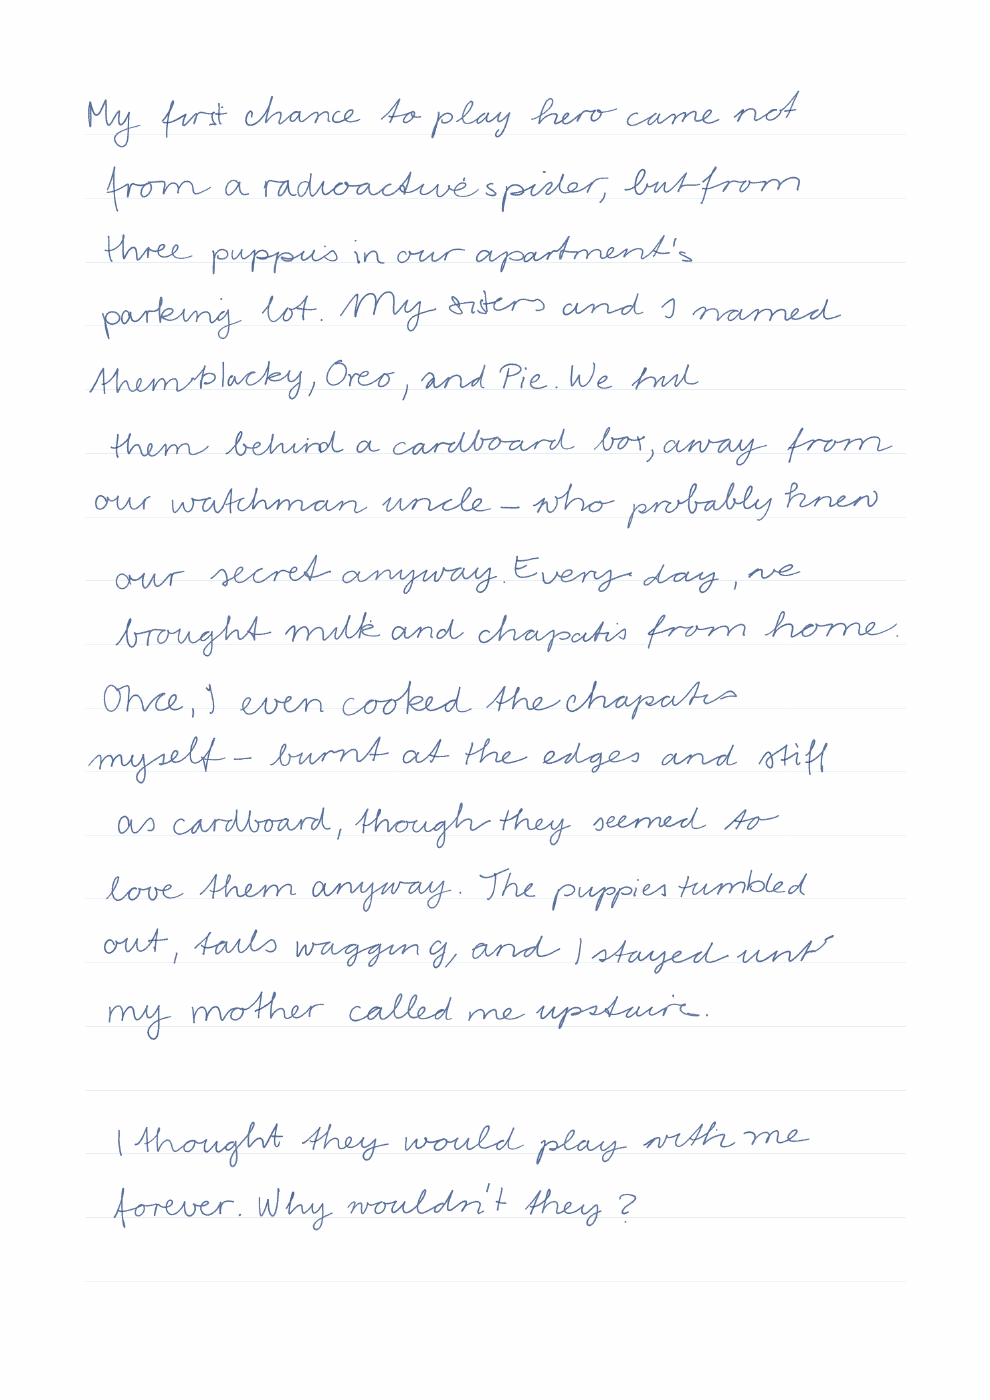 My first chance to play hero came not
from a radioactive spider, but from
three puppies in our apartment's
parking lot. My sisters and I named
them blacky, Oreo, and Pie. We hid
them behind a cardboard box, away from
our watchman uncle – who probably knew
our secret anyway. Every day, we
brought milk and chapatis from home.
Once, I even cooked the chapatis
myself – burnt at the edges and stiff
as cardboard, though they seemed to
love them anyway. The puppies tumbled
out, tails wagging, and I stayed until
my mother called me upstairs.
I thought they would play with me
forever. Why wouldn't they?